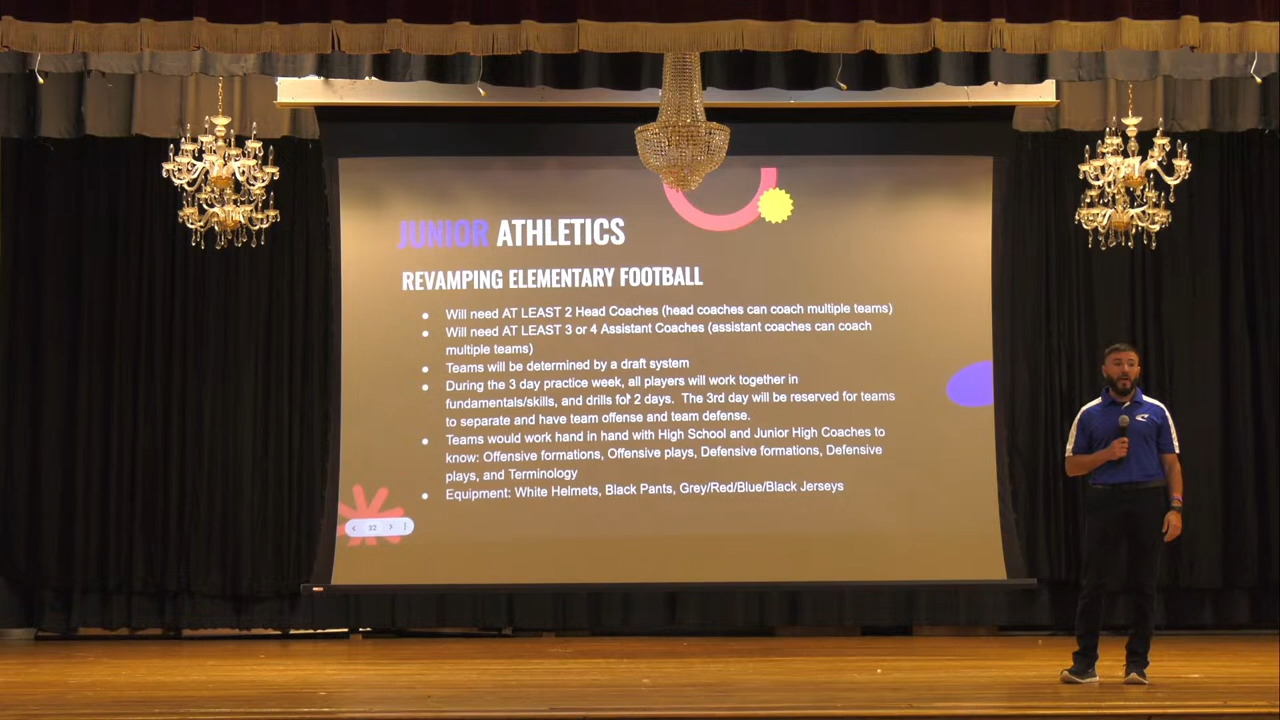 JUNIOR ATHLETICS
REVAMPING ELEMENTARY FOOTBALL
● Will need AT LEAST 2 Head Coaches (head coaches can coach multiple teams)
● Will need AT LEAST 3 or 4 Assistant Coaches (assistant coaches can coach
multiple teams)
● Teams will be determined by a draft system
● During the 3 day practice week, all players will work together in
fundamentals/skills, and drills for 2 days. The 3rd day will be reserved for teams
to separate and have team offense and team defense.
● Teams would work hand in hand with High School and Junior High Coaches to
know: Offensive formations, Offensive plays, Defensive formations, Defensive
plays, and Terminology
● Equipment: White Helmets, Black Pants, Grey/Red/Blue/Black Jerseys
< 32 >